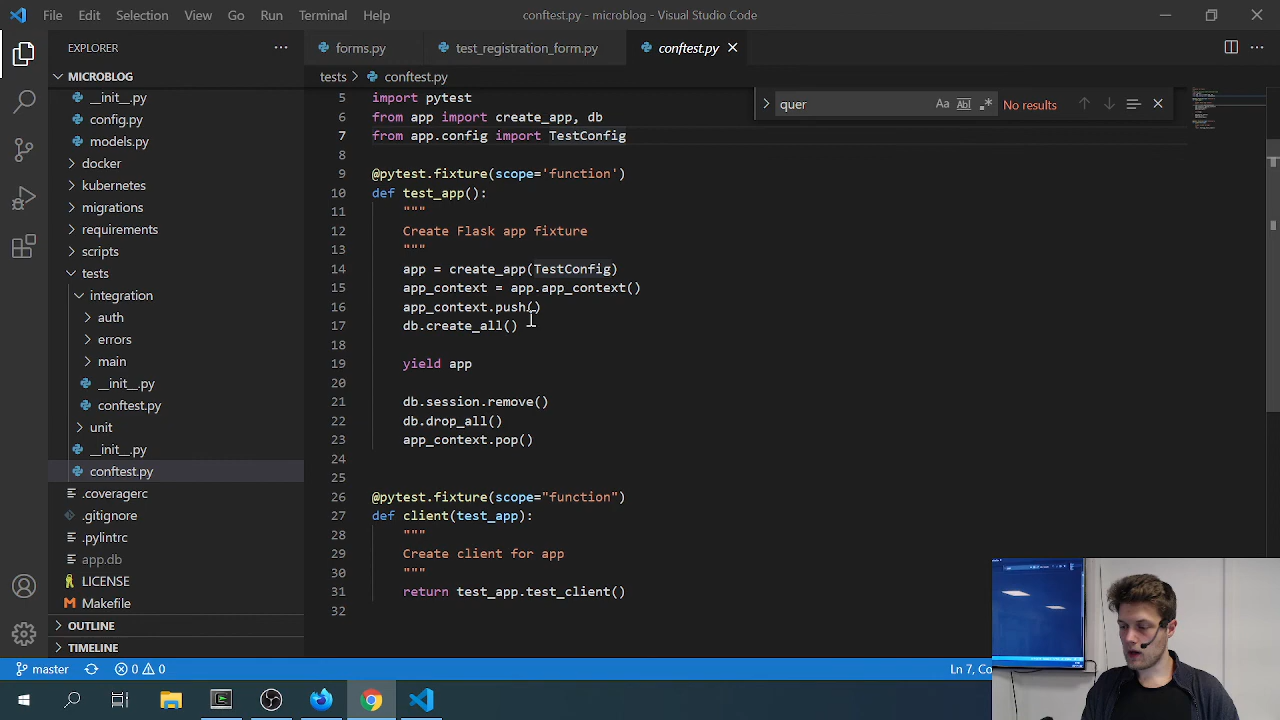 File Edit Selection View Go Run Terminal Help conftest.py - microblog - Visual Studio Code
EXPLORER
MICROBLOG
__init__.py
config.py
models.py
docker
kubernetes
migrations
requirements
scripts
tests
integration
auth
errors
main
__init__.py
conftest.py
unit
__init__.py
conftest.py
.coveragerc
.gitignore
.pylintrc
app.db
LICENSE
Makefile
OUTLINE
TIMELINE
forms.py test_registration_form.py conftest.py
tests > conftest.py
quer Aa Abl .* No results
5 import pytest
6 from app import create_app, db
7 from app.config import TestConfig
8
9 @pytest.fixture(scope='function')
10 def test_app():
11 """
12 Create Flask app fixture
13 """
14 app = create_app(TestConfig)
15 app_context = app.app_context()
16 app_context.push()
17 db.create_all()
18
19 yield app
20
21 db.session.remove()
22 db.drop_all()
23 app_context.pop()
24
25
26 @pytest.fixture(scope="function")
27 def client(test_app):
28 """
29 Create client for app
30 """
31 return test_app.test_client()
32
master 0 0 Ln 7,